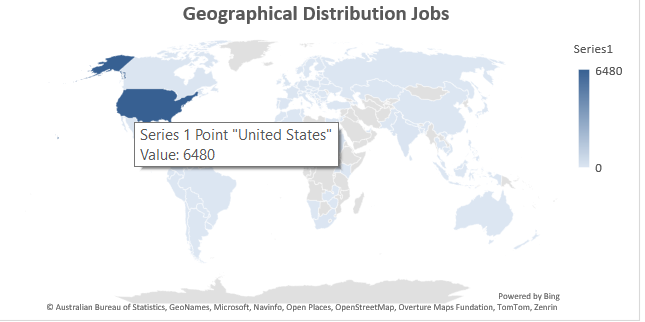 Geographical Distribution Jobs
Series1
6480
0
Series 1 Point "United States"
Value: 6480
Powered by Bing
© Australian Bureau of Statistics, GeoNames, Microsoft, Navinfo, Open Places, OpenStreetMap, Overture Maps Fundation, TomTom, Zenrin